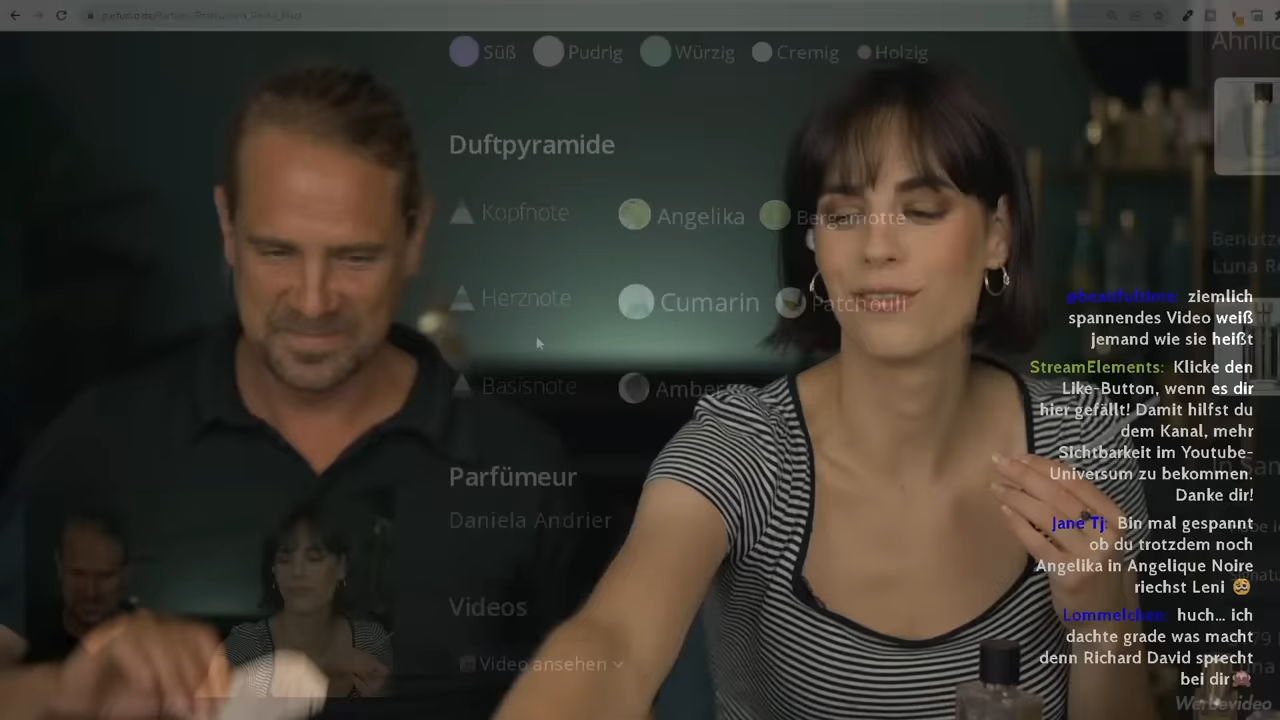 Süß Pudrig Würzig Cremig Holzig
Ähnlic
Duftpyramide
Kopfnote Angelika Bergamotte
Herznote Cumarin Patchouli
Basisnote Amber
Parfümeur
Daniela Andrier
Videos
Video ansehen
Benutz
Luna R
@beautifultime: ziemlich
spannendes Video weiß
jemand wie sie heißt
StreamElements: Klicke den
Like-Button, wenn es dir
hier gefällt! Damit hilfst du
dem Kanal, mehr
Sichtbarkeit im Youtube-
Universum zu bekommen.
Danke dir!
Jane Tj: Bin mal gespannt
ob du trotzdem noch
Angelika in Angelique Noire
riechst Leni 🥺
Lommelchen: huch... ich
dachte grade was macht
denn Richard David sprecht
bei dir🙈
Werbevideo